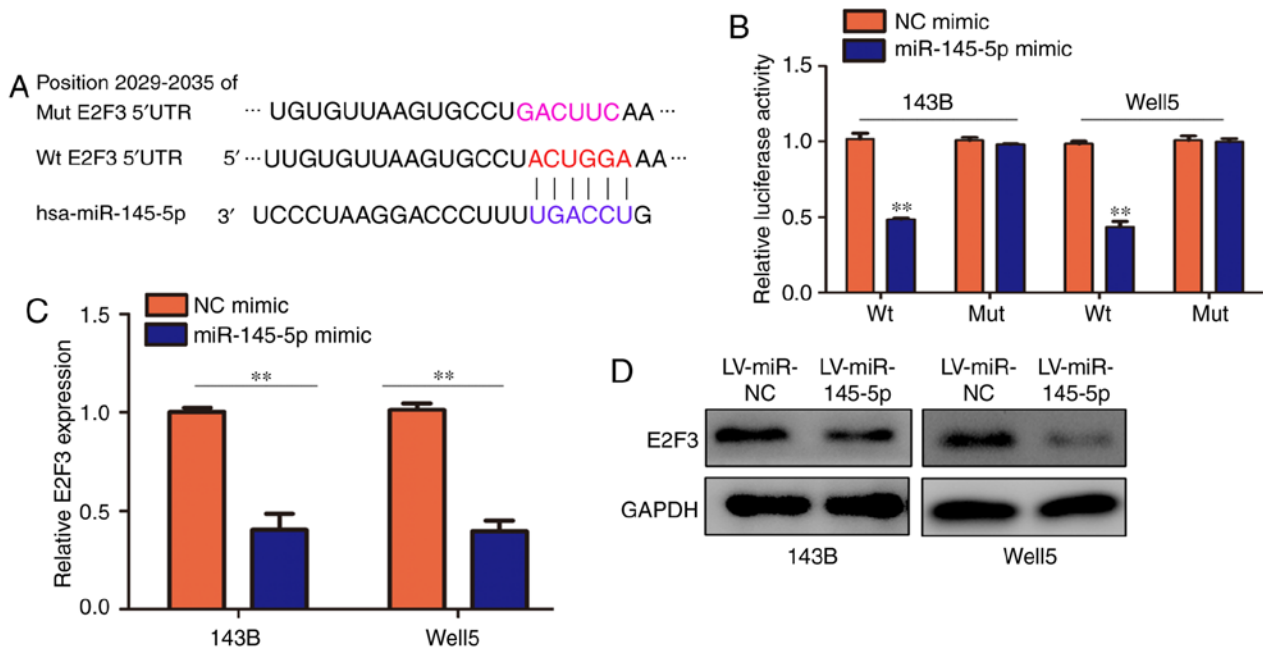 A
Position 2029-2035 of
Mut E2F3 5′UTR ··· UGUGUUAAGUGCCUGACUUCAA ···
Wt E2F3 5′UTR 5′ ··· UUGUGUUAAGUGCCUACUGGAAA ···
hsa-miR-145-5p 3′ UCCCUAAGGACCCUUUUGACCUG
B
NC mimic
miR-145-5p mimic
Relative luciferase activity
1.5
1.0
0.5
0.0
143B
Well5
**
**
Wt Mut Wt Mut
C
NC mimic
miR-145-5p mimic
Relative E2F3 expression
1.5
1.0
0.5
0.0
** **
143B Well5
D
LV-miR-NC LV-miR-145-5p LV-miR-NC LV-miR-145-5p
E2F3
GAPDH
143B Well5